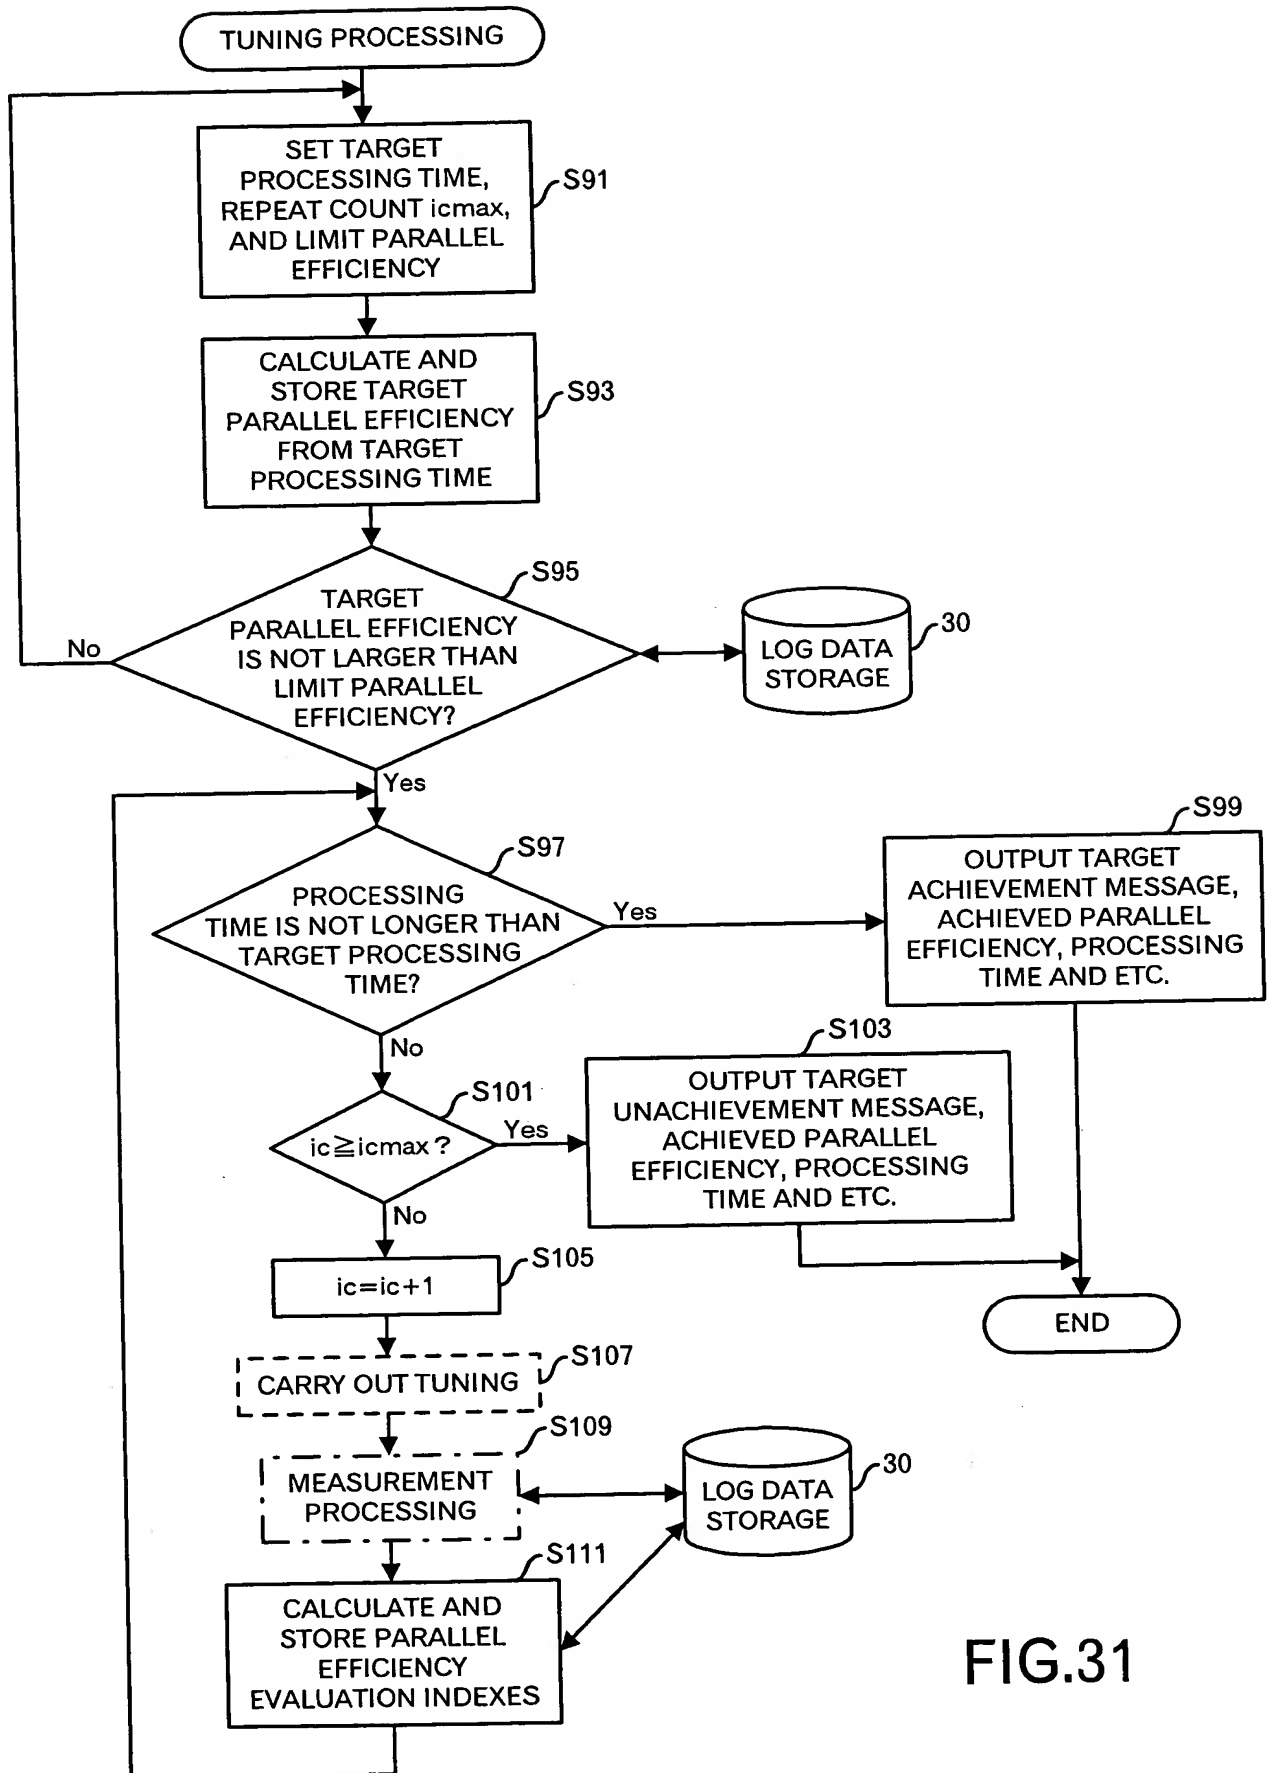 TUNING PROCESSING
SET TARGET
PROCESSING TIME,
REPEAT COUNT icmax,
AND LIMIT PARALLEL
EFFICIENCY
S91
CALCULATE AND
STORE TARGET
PARALLEL EFFICIENCY
FROM TARGET
PROCESSING TIME
S93
S95
TARGET
PARALLEL EFFICIENCY
IS NOT LARGER THAN
LIMIT PARALLEL
EFFICIENCY?
No
LOG DATA
STORAGE
30
Yes
S97
PROCESSING
TIME IS NOT LONGER THAN
TARGET PROCESSING
TIME?
Yes
S99
OUTPUT TARGET
ACHIEVEMENT MESSAGE,
ACHIEVED PARALLEL
EFFICIENCY, PROCESSING
TIME AND ETC.
No
S101
ic≧icmax?
Yes
S103
OUTPUT TARGET
UNACHIEVEMENT MESSAGE,
ACHIEVED PARALLEL
EFFICIENCY, PROCESSING
TIME AND ETC.
No
S105
ic=ic+1
END
S107
CARRY OUT TUNING
S109
MEASUREMENT
PROCESSING
LOG DATA
STORAGE
30
S111
CALCULATE AND
STORE PARALLEL
EFFICIENCY
EVALUATION INDEXES
FIG.31